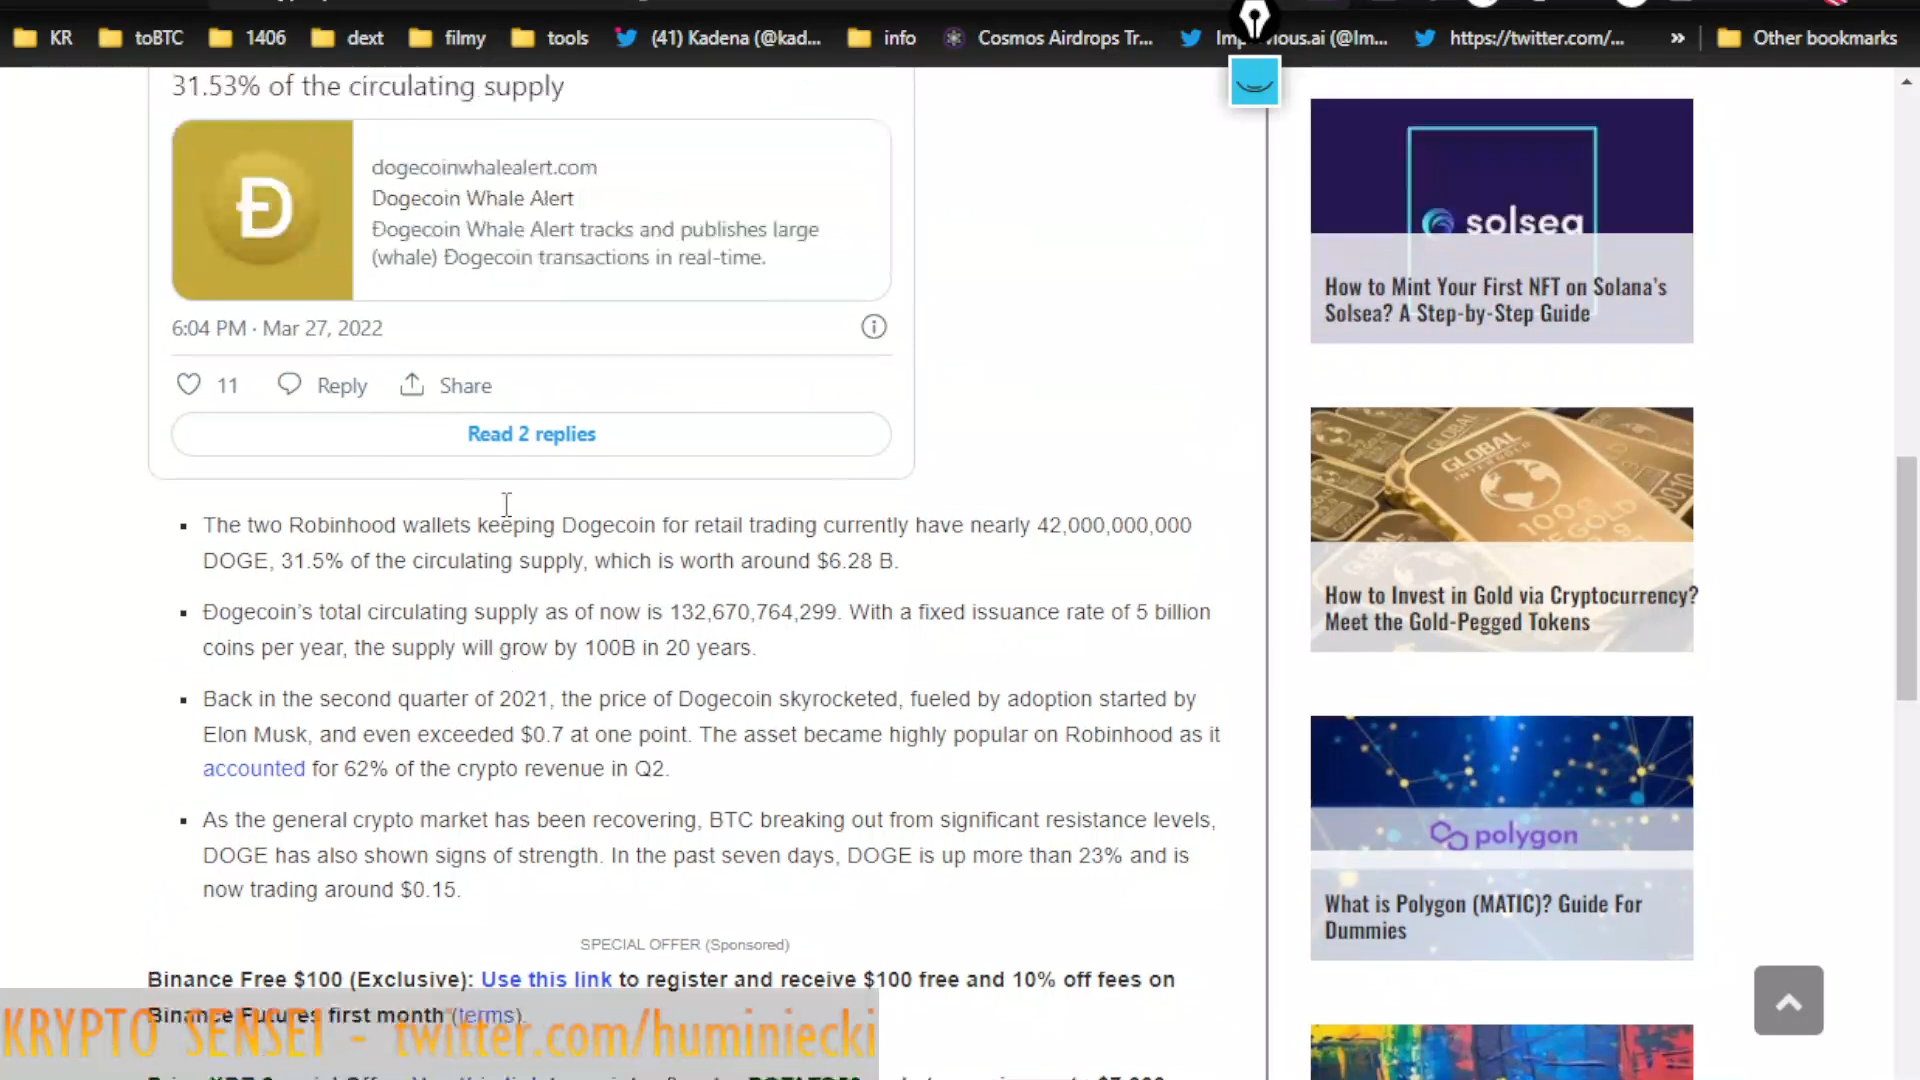 KR toBTC 1406 dext filmy tools (41) Kadena (@kad... info Cosmos Airdrops Tr... https://twitter.com/... » Other bookmarks
31.53% of the circulating supply
dogecoinwhalealert.com
Dogecoin Whale Alert
Ðogecoin Whale Alert tracks and publishes large
(whale) Ðogecoin transactions in real-time.
6:04 PM · Mar 27, 2022
11 Reply Share
Read 2 replies
▪ The two Robinhood wallets keeping Dogecoin for retail trading currently have nearly 42,000,000,000
DOGE, 31.5% of the circulating supply, which is worth around $6.28 B.
▪ Ðogecoin’s total circulating supply as of now is 132,670,764,299. With a fixed issuance rate of 5 billion
coins per year, the supply will grow by 100B in 20 years.
▪ Back in the second quarter of 2021, the price of Dogecoin skyrocketed, fueled by adoption started by
Elon Musk, and even exceeded $0.7 at one point. The asset became highly popular on Robinhood as it
accounted for 62% of the crypto revenue in Q2.
▪ As the general crypto market has been recovering, BTC breaking out from significant resistance levels,
DOGE has also shown signs of strength. In the past seven days, DOGE is up more than 23% and is
now trading around $0.15.
SPECIAL OFFER (Sponsored)
Binance Free $100 (Exclusive): Use this link to register and receive $100 free and 10% off fees on
Binance Futures first month (terms).
KRYPTO SENSEI - twitter.com/huminiecki
solsea
How to Mint Your First NFT on Solana’s
Solsea? A Step-by-Step Guide
GLOBAL
INTERGOLD
100g
FINE GOLD
How to Invest in Gold via Cryptocurrency?
Meet the Gold-Pegged Tokens
polygon
What is Polygon (MATIC)? Guide For
Dummies